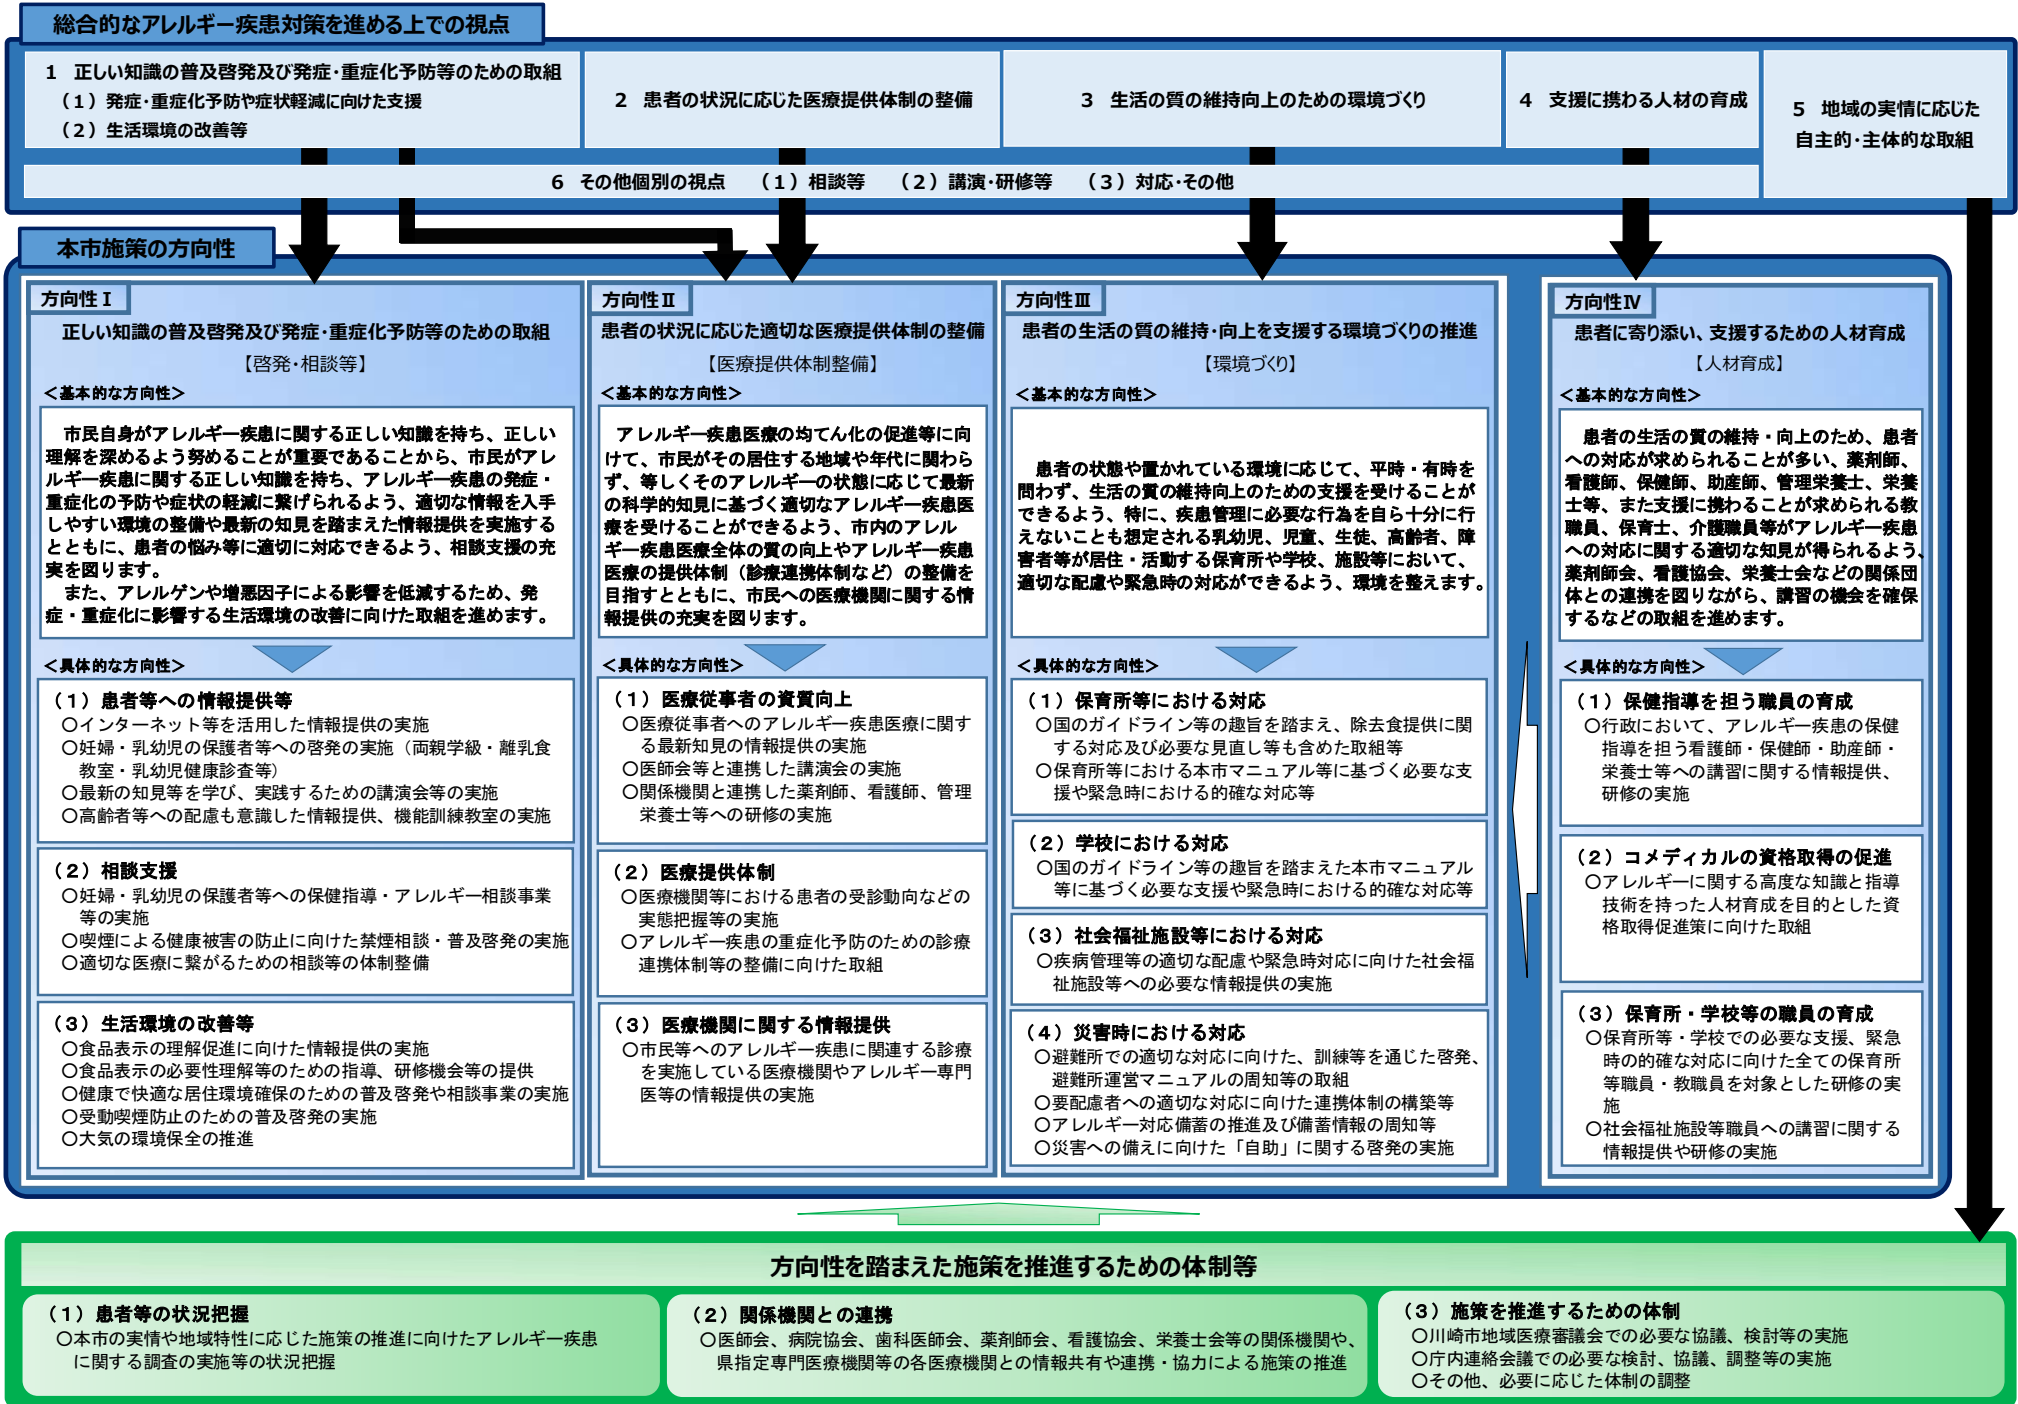 総合的なアレルギー疾患対策を進める上での視点
1 正しい知識の普及啓発及び発症・重症化予防等のための取組
（1）発症・重症化予防や症状軽減に向けた支援
（2）生活環境の改善等
2 患者の状況に応じた医療提供体制の整備
3 生活の質の維持向上のための環境づくり
4 支援に携わる人材の育成
5 地域の実情に応じた
自主的・主体的な取組
6 その他個別の視点 （1）相談等 （2）講演・研修等 （3）対応・その他
本市施策の方向性
方向性Ⅰ
正しい知識の普及啓発及び発症・重症化予防等のための取組
【啓発・相談等】
＜基本的な方向性＞
市民自身がアレルギー疾患に関する正しい知識を持ち、正しい
理解を深めるよう努めることが重要であることから、市民がアレ
ルギー疾患に関する正しい知識を持ち、アレルギー疾患の発症・
重症化の予防や症状の軽減に繋げられるよう、適切な情報を入手
しやすい環境の整備や最新の知見を踏まえた情報提供を実施する
とともに、患者の悩み等に適切に対応できるよう、相談支援の充
実を図ります。
また、アレルゲンや増悪因子による影響を低減するため、発
症・重症化に影響する生活環境の改善に向けた取組を進めます。
＜具体的な方向性＞
（１）患者等への情報提供等
○インターネット等を活用した情報提供の実施
○妊婦・乳幼児の保護者等への啓発の実施（両親学級・離乳食
教室・乳幼児健康診査等）
○最新の知見等を学び、実践するための講演会等の実施
○高齢者等への配慮も意識した情報提供、機能訓練教室の実施
（２）相談支援
○妊婦・乳幼児の保護者等への保健指導・アレルギー相談事業
等の実施
○喫煙による健康被害の防止に向けた禁煙相談・普及啓発の実施
○適切な医療に繋がるための相談等の体制整備
（３）生活環境の改善等
○食品表示の理解促進に向けた情報提供の実施
○食品表示の必要性理解等のための指導、研修機会等の提供
○健康で快適な居住環境確保のための普及啓発や相談事業の実施
○受動喫煙防止のための普及啓発の実施
○大気の環境保全の推進
方向性Ⅱ
患者の状況に応じた適切な医療提供体制の整備
【医療提供体制整備】
＜基本的な方向性＞
アレルギー疾患医療の均てん化の促進等に向
けて、市民がその居住する地域や年代に関わら
ず、等しくそのアレルギーの状態に応じて最新
の科学的知見に基づく適切なアレルギー疾患医
療を受けることができるよう、市内のアレル
ギー疾患医療全体の質の向上やアレルギー疾患
医療の提供体制（診療連携体制など）の整備を
目指すとともに、市民への医療機関に関する情
報提供の充実を図ります。
＜具体的な方向性＞
（１）医療従事者の資質向上
○医療従事者へのアレルギー疾患医療に関す
る最新知見の情報提供の実施
○医師会等と連携した講演会の実施
○関係機関と連携した薬剤師、看護師、管理
栄養士等への研修の実施
（２）医療提供体制
○医療機関等における患者の受診動向などの
実態把握等の実施
○アレルギー疾患の重症化予防のための診療
連携体制等の整備に向けた取組
（３）医療機関に関する情報提供
○市民等へのアレルギー疾患に関連する診療
を実施している医療機関やアレルギー専門
医等の情報提供の実施
方向性Ⅲ
患者の生活の質の維持・向上を支援する環境づくりの推進
【環境づくり】
＜基本的な方向性＞
患者の状態や置かれている環境に応じて、平時・有時を
問わず、生活の質の維持向上のための支援を受けることが
できるよう、特に、疾患管理に必要な行為を自ら十分に行
えないことも想定される乳幼児、児童、生徒、高齢者、障
害者等が居住・活動する保育所や学校、施設等において、
適切な配慮や緊急時の対応ができるよう、環境を整えます。
＜具体的な方向性＞
（１）保育所等における対応
○国のガイドライン等の趣旨を踏まえ、除去食提供に関
する対応及び必要な見直し等も含めた取組等
○保育所等における本市マニュアル等に基づく必要な支
援や緊急時における的確な対応等
（２）学校における対応
○国のガイドライン等の趣旨を踏まえた本市マニュアル
等に基づく必要な支援や緊急時における的確な対応等
（３）社会福祉施設等における対応
○疾病管理等の適切な配慮や緊急時対応に向けた社会福
祉施設等への必要な情報提供の実施
（４）災害時における対応
○避難所での適切な対応に向けた、訓練等を通じた啓発、
避難所運営マニュアルの周知等の取組
○要配慮者への適切な対応に向けた連携体制の構築等
○アレルギー対応備蓄の推進及び備蓄情報の周知等
○災害への備えに向けた「自助」に関する啓発の実施
方向性Ⅳ
患者に寄り添い、支援するための人材育成
【人材育成】
＜基本的な方向性＞
患者の生活の質の維持・向上のため、患者
への対応が求められることが多い、薬剤師、
看護師、保健師、助産師、管理栄養士、栄養
士等、また支援に携わることが求められる教
職員、保育士、介護職員等がアレルギー疾患
への対応に関する適切な知見が得られるよう、
薬剤師会、看護協会、栄養士会などの関係団
体との連携を図りながら、講習の機会を確保
するなどの取組を進めます。
＜具体的な方向性＞
（１）保健指導を担う職員の育成
○行政において、アレルギー疾患の保健
指導を担う看護師・保健師・助産師・
栄養士等への講習に関する情報提供、
研修の実施
（２）コメディカルの資格取得の促進
○アレルギーに関する高度な知識と指導
技術を持った人材育成を目的とした資
格取得促進策に向けた取組
（３）保育所・学校等の職員の育成
○保育所等・学校での必要な支援、緊急
時の的確な対応に向けた全ての保育所
等職員・教職員を対象とした研修の実
施
○社会福祉施設等職員への講習に関する
情報提供や研修の実施
方向性を踏まえた施策を推進するための体制等
（１）患者等の状況把握
○本市の実情や地域特性に応じた施策の推進に向けたアレルギー疾患
に関する調査の実施等の状況把握
（２）関係機関との連携
○医師会、病院協会、歯科医師会、薬剤師会、看護協会、栄養士会等の関係機関や、
県指定専門医療機関等の各医療機関との情報共有や連携・協力による施策の推進
（３）施策を推進するための体制
○川崎市地域医療審議会での必要な協議、検討等の実施
○庁内連絡会議での必要な検討、協議、調整等の実施
○その他、必要に応じた体制の調整